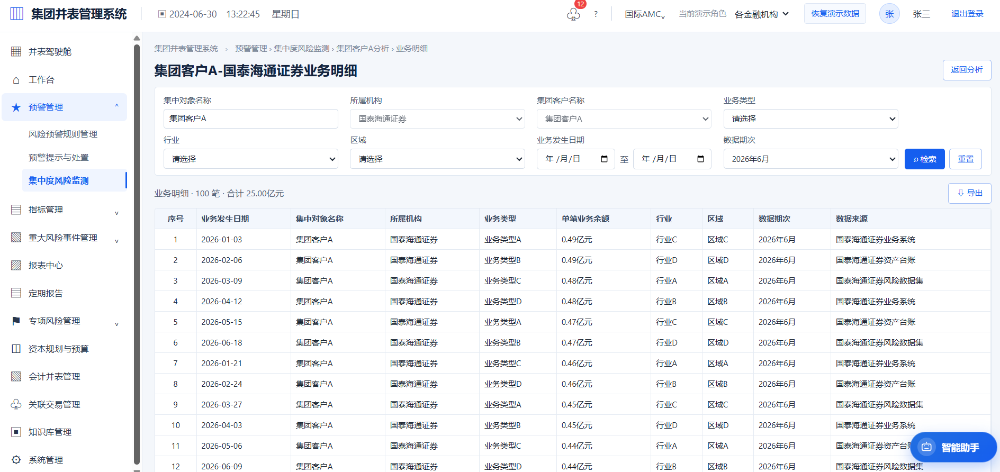 集团并表管理系统 2024-06-30 13:22:45 星期日 12 ? 国际AMC 当前演示角色 各金融机构 恢复演示数据 张 张三 退出登录
并表驾驶舱
工作台
预警管理
风险预警规则管理
预警提示与处置
集中度风险监测
指标管理
重大风险事件管理
报表中心
定期报告
专项风险管理
资本规划与预算
会计并表管理
关联交易管理
知识库管理
系统管理
集团并表管理系统 › 预警管理 › 集中度风险监测 › 集团客户A分析 › 业务明细
集团客户A-国泰海通证券业务明细 返回分析
集中对象名称 所属机构 集团客户名称 业务类型
集团客户A 国泰海通证券 集团客户A 请选择
行业 区域 业务发生日期 数据期次
请选择 请选择 年 /月/日 至 年 /月/日 2026年6月 检索 重置
业务明细 · 100 笔 · 合计 25.00亿元 导出
序号 业务发生日期 集中对象名称 所属机构 业务类型 单笔业务余额 行业 区域 数据期次 数据来源
1 2026-01-03 集团客户A 国泰海通证券 业务类型A 0.49亿元 行业C 区域C 2026年6月 国泰海通证券业务系统
2 2026-02-06 集团客户A 国泰海通证券 业务类型B 0.49亿元 行业D 区域D 2026年6月 国泰海通证券资产台账
3 2026-03-09 集团客户A 国泰海通证券 业务类型C 0.48亿元 行业A 区域A 2026年6月 国泰海通证券风险数据集
4 2026-04-12 集团客户A 国泰海通证券 业务类型D 0.48亿元 行业B 区域B 2026年6月 国泰海通证券业务系统
5 2026-05-15 集团客户A 国泰海通证券 业务类型A 0.47亿元 行业C 区域C 2026年6月 国泰海通证券资产台账
6 2026-06-18 集团客户A 国泰海通证券 业务类型B 0.47亿元 行业D 区域D 2026年6月 国泰海通证券风险数据集
7 2026-01-21 集团客户A 国泰海通证券 业务类型C 0.46亿元 行业A 区域A 2026年6月 国泰海通证券业务系统
8 2026-02-24 集团客户A 国泰海通证券 业务类型D 0.46亿元 行业B 区域B 2026年6月 国泰海通证券资产台账
9 2026-03-27 集团客户A 国泰海通证券 业务类型A 0.45亿元 行业C 区域C 2026年6月 国泰海通证券风险数据集
10 2026-04-03 集团客户A 国泰海通证券 业务类型B 0.45亿元 行业D 区域D 2026年6月 国泰海通证券业务系统
11 2026-05-06 集团客户A 国泰海通证券 业务类型C 0.44亿元 行业A 区域A 2026年6月 国泰海通证券资产台
12 2026-06-09 集团客户A 国泰海通证券 业务类型D 0.44亿元 行业B 区域B 2026年6月 国泰海通证券风险数据集
智能助手